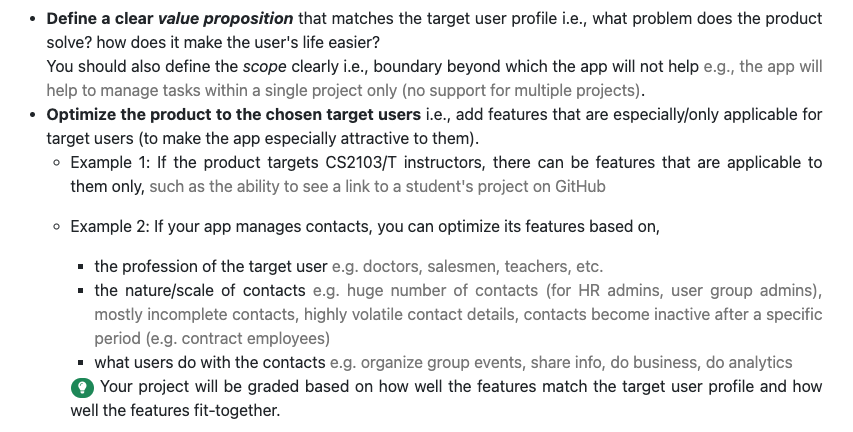 • Define a clear value proposition that matches the target user profile i.e., what problem does the product
solve? how does it make the user's life easier?
You should also define the scope clearly i.e., boundary beyond which the app will not help e.g., the app will
help to manage tasks within a single project only (no support for multiple projects).
• Optimize the product to the chosen target users i.e., add features that are especially/only applicable for
target users (to make the app especially attractive to them).
◦ Example 1: If the product targets CS2103/T instructors, there can be features that are applicable to
them only, such as the ability to see a link to a student's project on GitHub
◦ Example 2: If your app manages contacts, you can optimize its features based on,
▪ the profession of the target user e.g. doctors, salesmen, teachers, etc.
▪ the nature/scale of contacts e.g. huge number of contacts (for HR admins, user group admins),
mostly incomplete contacts, highly volatile contact details, contacts become inactive after a specific
period (e.g. contract employees)
▪ what users do with the contacts e.g. organize group events, share info, do business, do analytics
Your project will be graded based on how well the features match the target user profile and how
well the features fit-together.